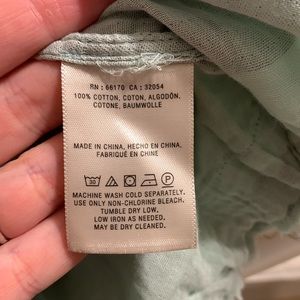 RN : 66170 CA : 32054
100% COTTON, COTON, ALGODÓN,
COTONE, BAUMWOLLE
MADE IN CHINA, HECHO EN CHINA.
FABRIQUÉ EN CHINE
30
P
MACHINE WASH COLD SEPARATELY.
USE ONLY NON-CHLORINE BLEACH.
TUMBLE DRY LOW.
LOW IRON AS NEEDED.
MAY BE DRY CLEANED.